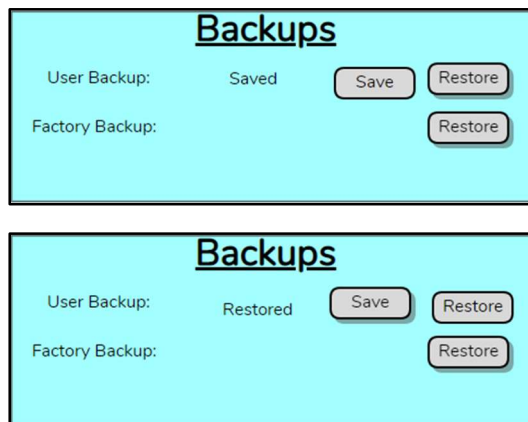 Backups
User Backup: Saved Save Restore
Factory Backup: Restore
Backups
User Backup: Restored Save Restore
Factory Backup: Restore